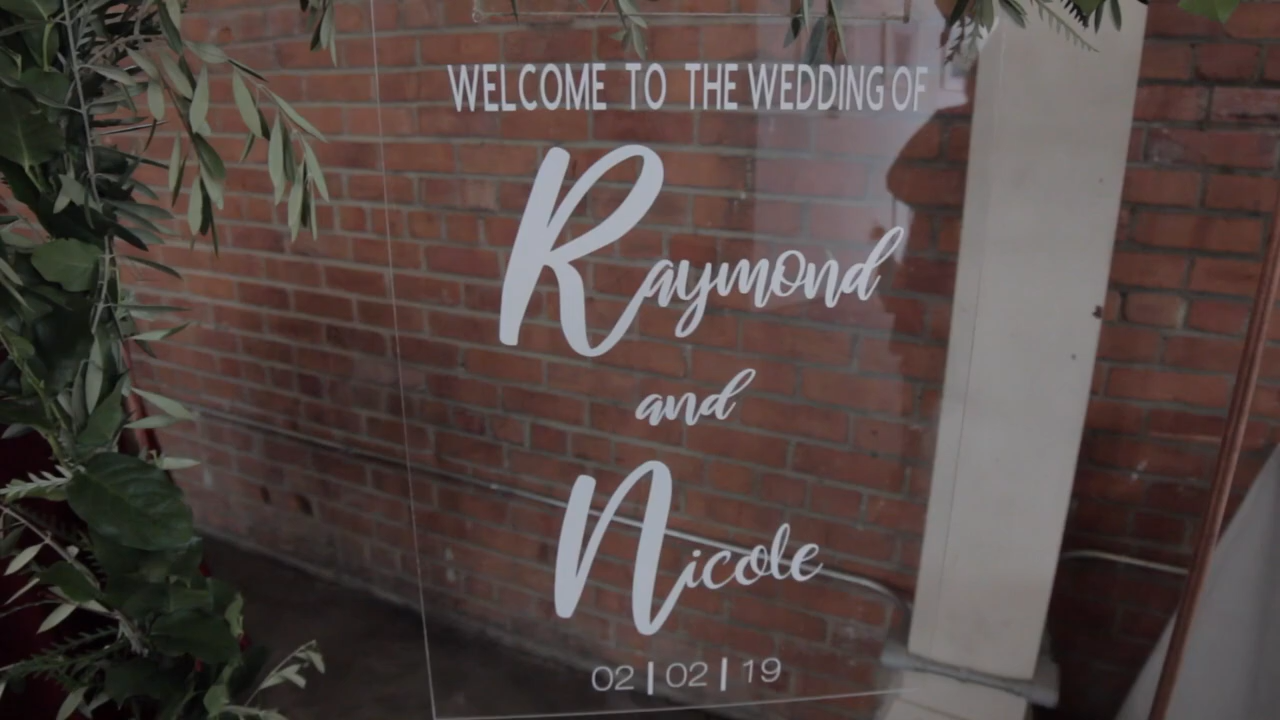 WELCOME TO THE WEDDING OF
Raymond
and
Nicole
02|02|19